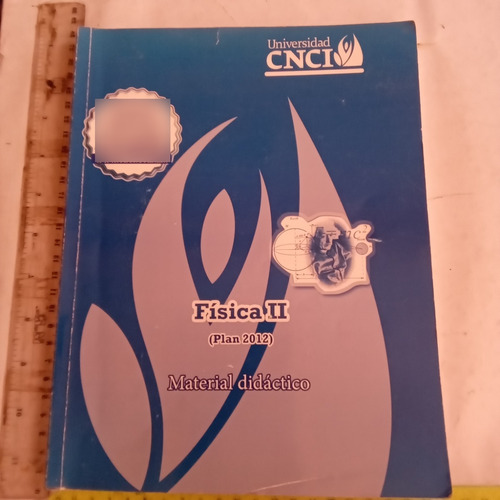 Universidad
CNCI
Física II
(Plan 2012)
Material didáctico